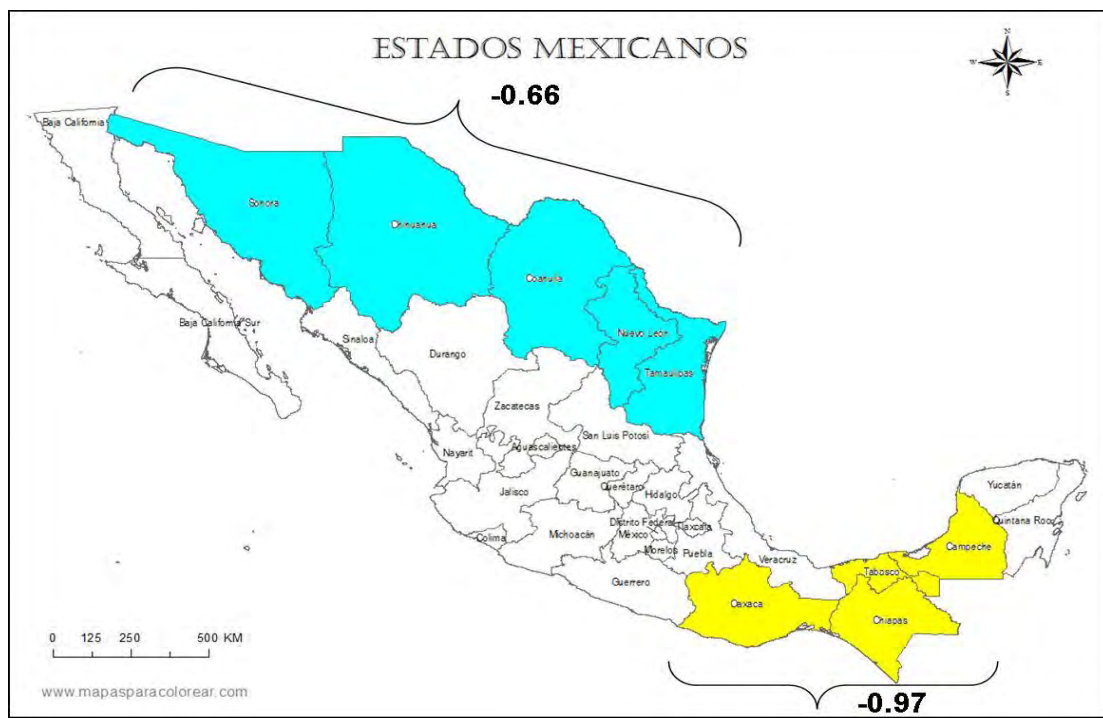 ESTADOS MEXICANOS
N
W E
S
-0.66
Baja California
Sonora
Chihuahua
Coahuila
Baja California Sur
Sinaloa
Durango
Nuevo León
Tamaulipas
Zacatecas
San Luis Potosí
Nayarit
Aguascalientes
Guanajuato
Querétaro
Hidalgo
Jalisco
Yucatán
Quintana Roo
Colima
Michoacán
Distrito Federal
México
Tlaxcala
Morelos
Puebla
Veracruz
Campeche
Tabosco
Guerrero
Oaxaca
Chiapas
0 125 250 500 KM
www.mapasparacolorear.com
-0.97